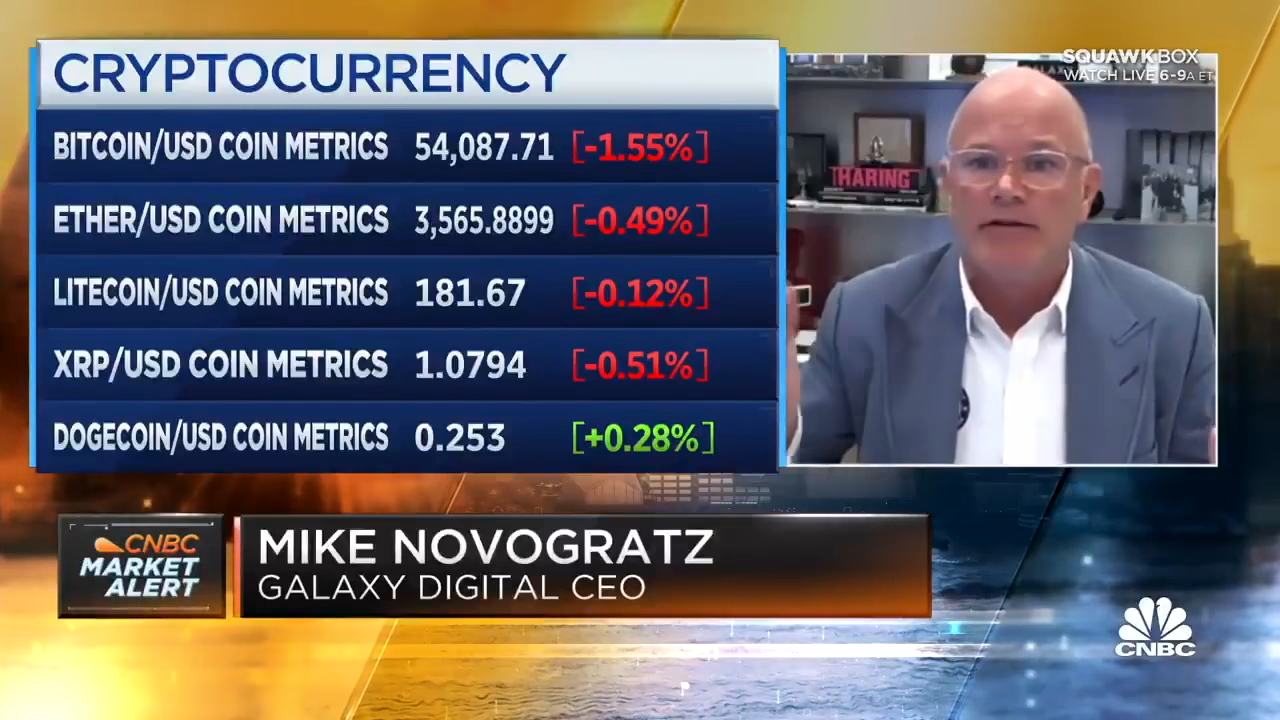 CRYPTOCURRENCY
BITCOIN/USD COIN METRICS 54,087.71 [-1.55%]
ETHER/USD COIN METRICS 3,565.8899 [-0.49%]
LITECOIN/USD COIN METRICS 181.67 [-0.12%]
XRP/USD COIN METRICS 1.0794 [-0.51%]
DOGECOIN/USD COIN METRICS 0.253 [+0.28%]
SQUAWK BOX
WATCH LIVE 6-9A ET
HARING
CNBC
MARKET
ALERT
MIKE NOVOGRATZ
GALAXY DIGITAL CEO
CNBC